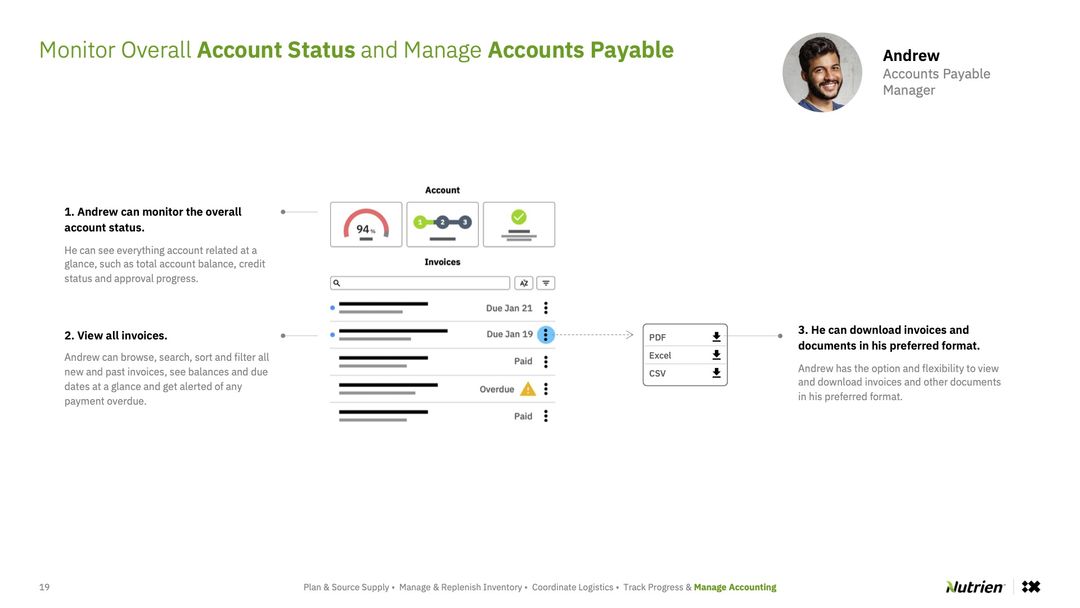 Monitor Overall Account Status and Manage Accounts Payable
Andrew
Accounts Payable
Manager
1. Andrew can monitor the overall
account status.
He can see everything account related at a
glance, such as total account balance, credit
status and approval progress.
2. View all invoices.
Andrew can browse, search, sort and filter all
new and past invoices, see balances and due
dates at a glance and get alerted of any
payment overdue.
Account
94%
1 2 3
Invoices
AZ
Due Jan 21
Due Jan 19
Paid
Overdue
Paid
PDF
Excel
CSV
3. He can download invoices and
documents in his preferred format.
Andrew has the option and flexibility to view
and download invoices and other documents
in his preferred format.
19
Plan & Source Supply • Manage & Replenish Inventory • Coordinate Logistics • Track Progress & Manage Accounting
Nutrien